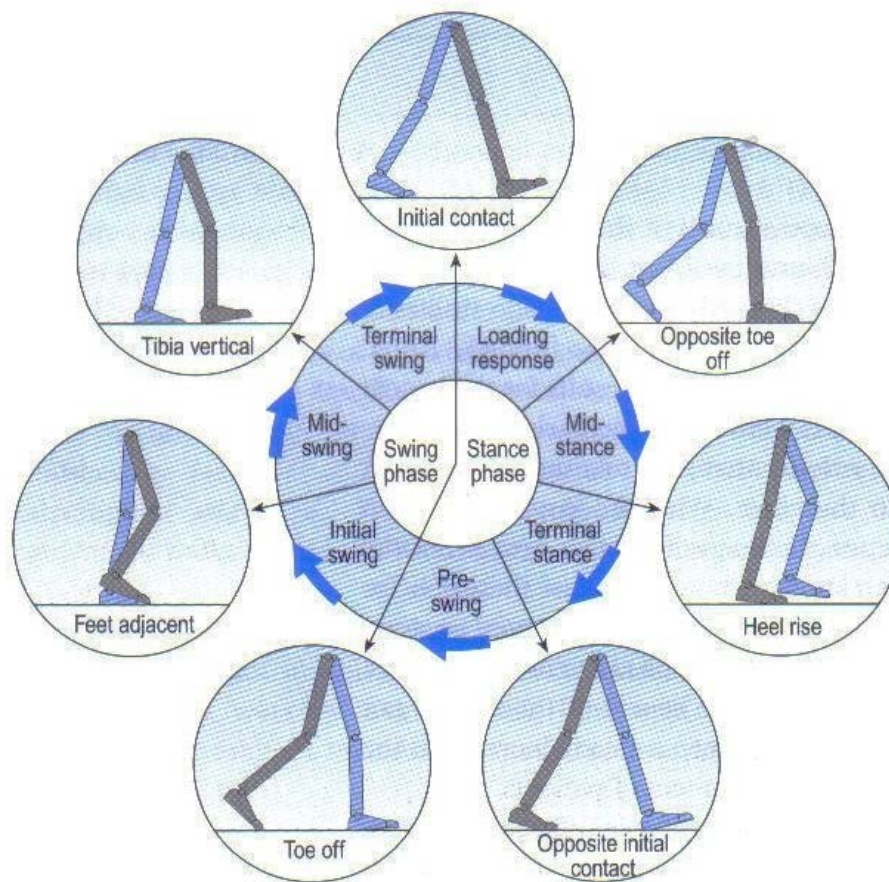 Initial contact
Tibia vertical
Opposite toe
off
Terminal
swing
Loading
response
Mid-
swing
Swing
phase
Stance
phase
Mid-
stance
Initial
swing
Terminal
stance
Pre-
swing
Feet adjacent
Heel rise
Toe off
Opposite initial
contact